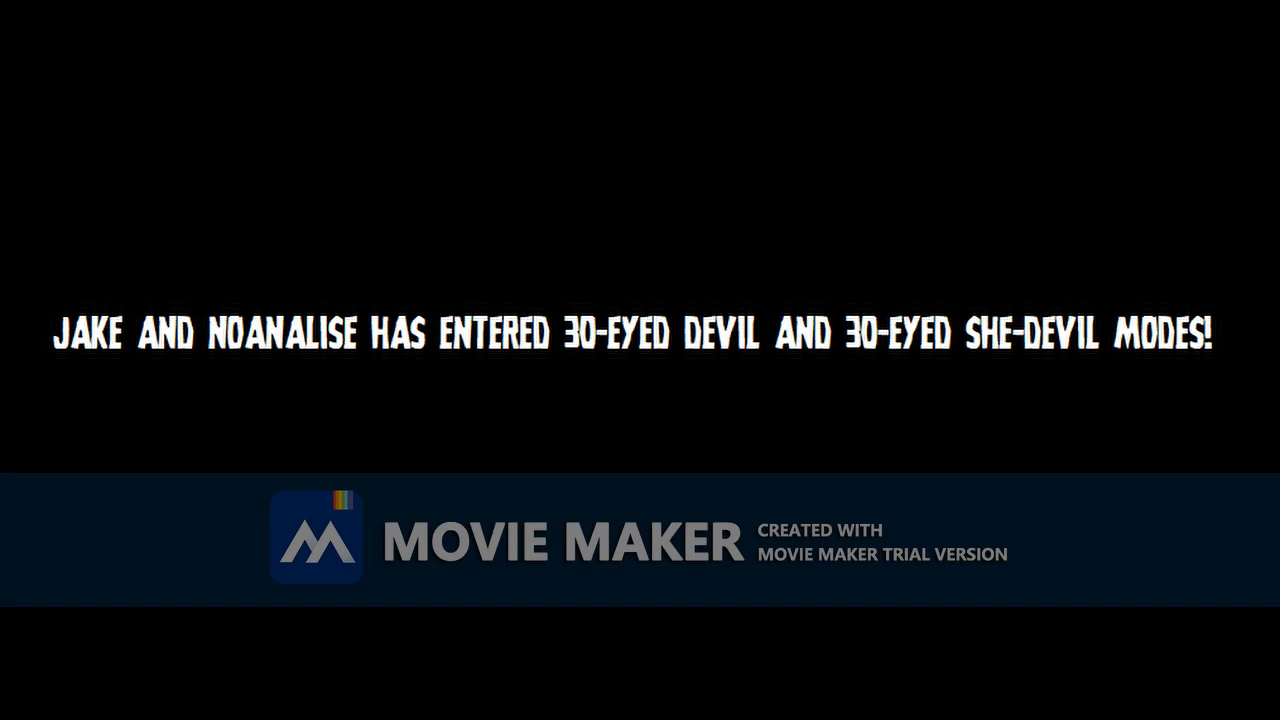 JAKE AND NOANALISE HAS ENTERED 30-EYED DEVIL AND 30-EYED SHE-DEVIL MODES!
MOVIE MAKER
CREATED WITH
MOVIE MAKER TRIAL VERSION